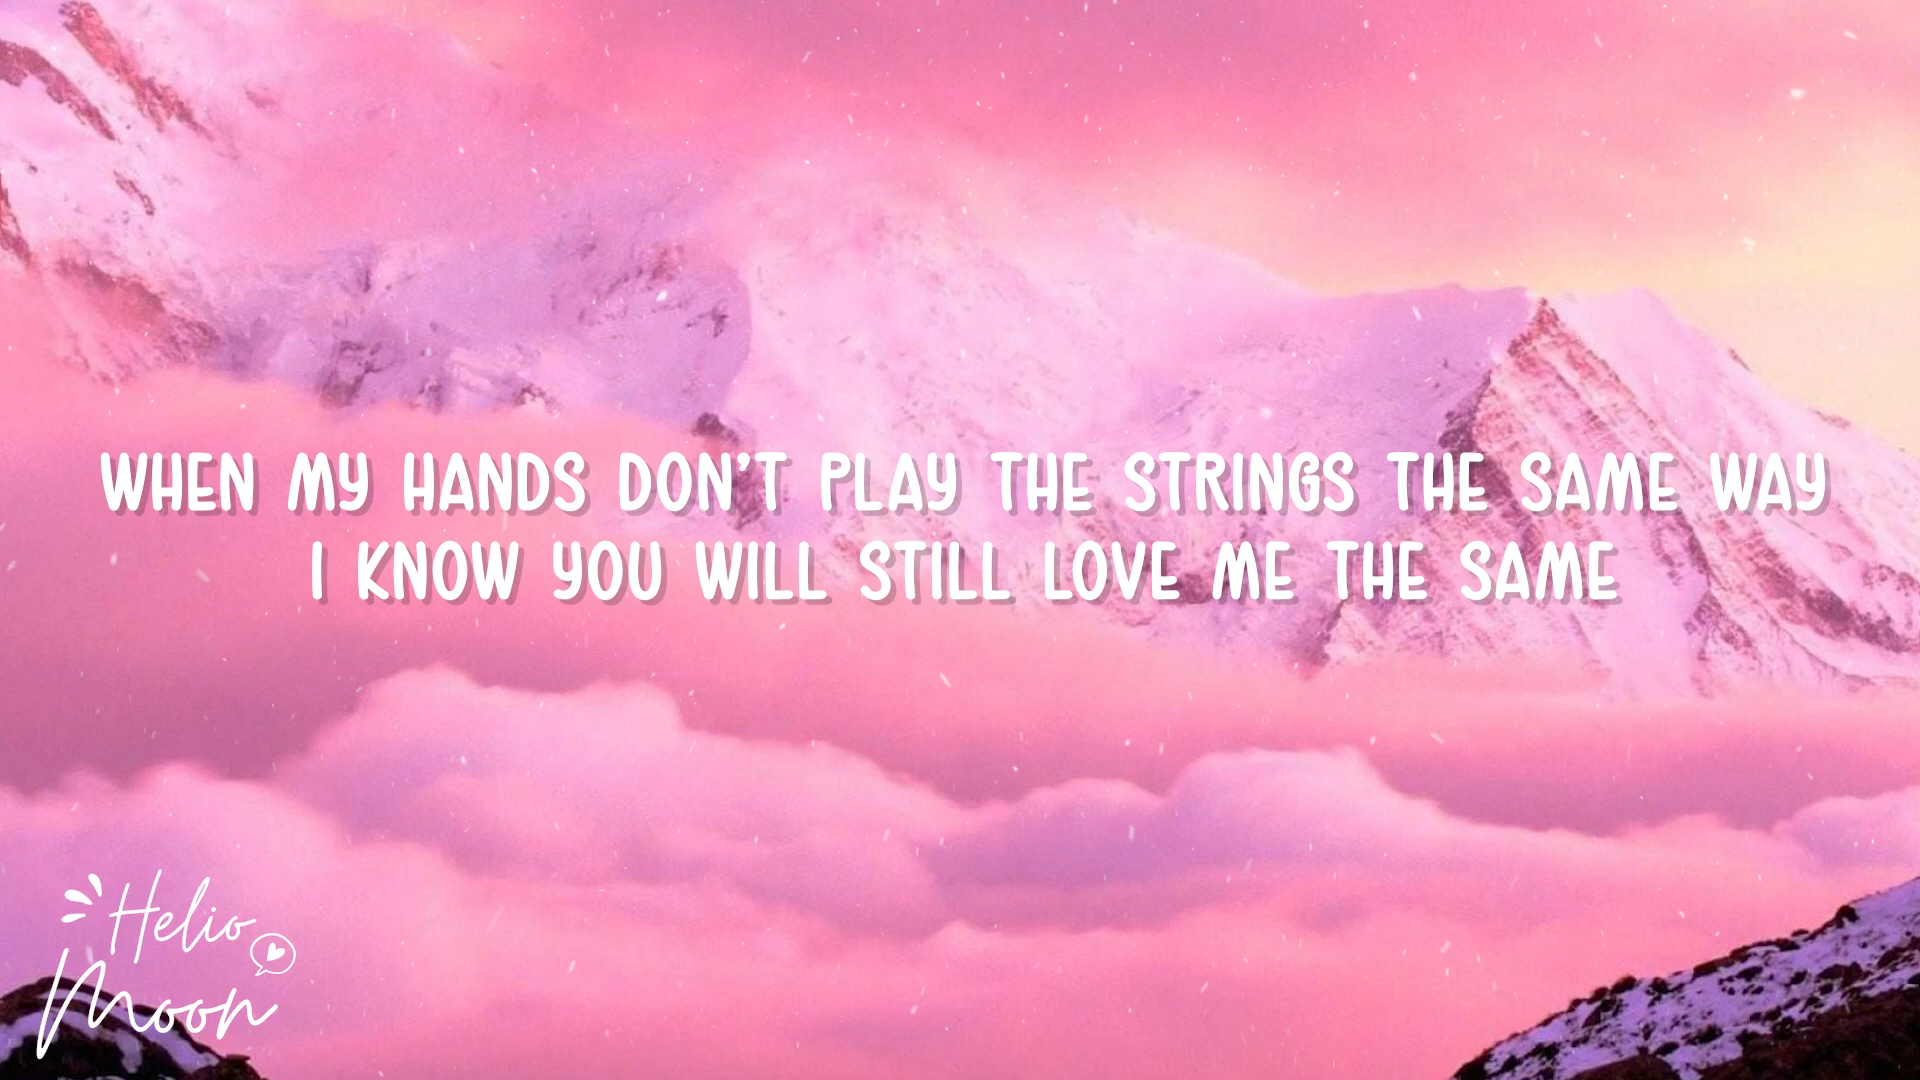 WHEN MY HANDS DON'T PLAY THE STRINGS THE SAME WAY
I KNOW YOU WILL STILL LOVE ME THE SAME
Helio
Moon